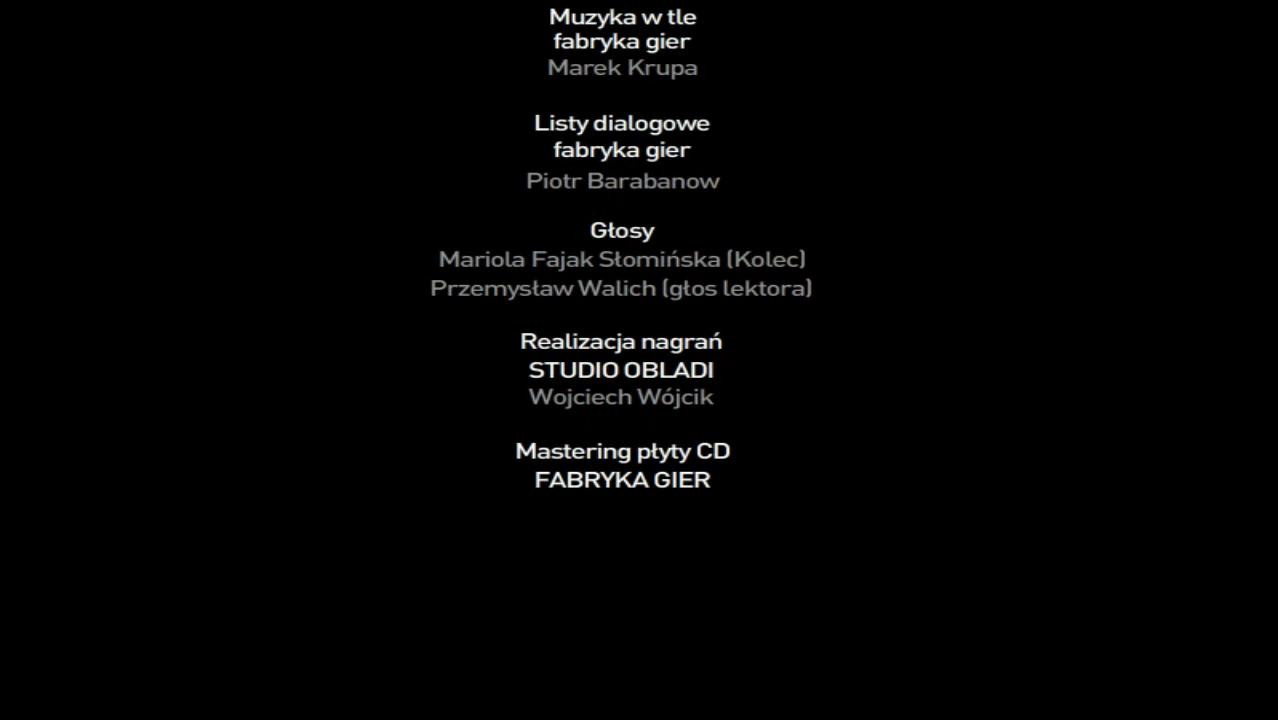 Muzyka w tle
fabryka gier
Marek Krupa
Listy dialogowe
fabryka gier
Piotr Barabanow
Głosy
Mariola Fajak Słomińska (Kolec)
Przemysław Walich (głos lektora)
Realizacja nagrań
STUDIO OBLADI
Wojciech Wójcik
Mastering płyty CD
FABRYKA GIER